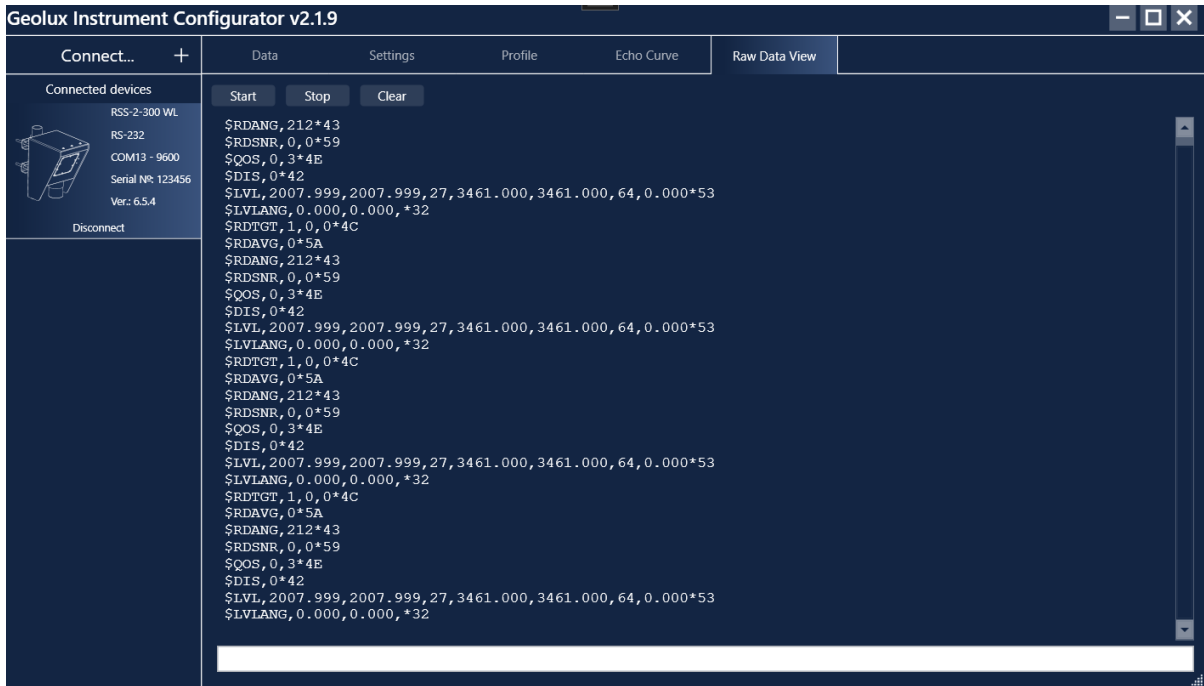 Geolux Instrument Configurator v2.1.9
Connect... +
Data Settings Profile Echo Curve Raw Data View
Connected devices
RSS-2-300 WL
RS-232
COM13 - 9600
Serial №: 123456
Ver.: 6.5.4
Disconnect
Start Stop Clear
$RDANG,212*43
$RDSNR,0,0*59
$QOS,0,3*4E
$DIS,0*42
$LVL,2007.999,2007.999,27,3461.000,3461.000,64,0.000*53
$LVLANG,0.000,0.000,*32
$RDTGT,1,0,0*4C
$RDAVG,0*5A
$RDANG,212*43
$RDSNR,0,0*59
$QOS,0,3*4E
$DIS,0*42
$LVL,2007.999,2007.999,27,3461.000,3461.000,64,0.000*53
$LVLANG,0.000,0.000,*32
$RDTGT,1,0,0*4C
$RDAVG,0*5A
$RDANG,212*43
$RDSNR,0,0*59
$QOS,0,3*4E
$DIS,0*42
$LVL,2007.999,2007.999,27,3461.000,3461.000,64,0.000*53
$LVLANG,0.000,0.000,*32
$RDTGT,1,0,0*4C
$RDAVG,0*5A
$RDANG,212*43
$RDSNR,0,0*59
$QOS,0,3*4E
$DIS,0*42
$LVL,2007.999,2007.999,27,3461.000,3461.000,64,0.000*53
$LVLANG,0.000,0.000,*32